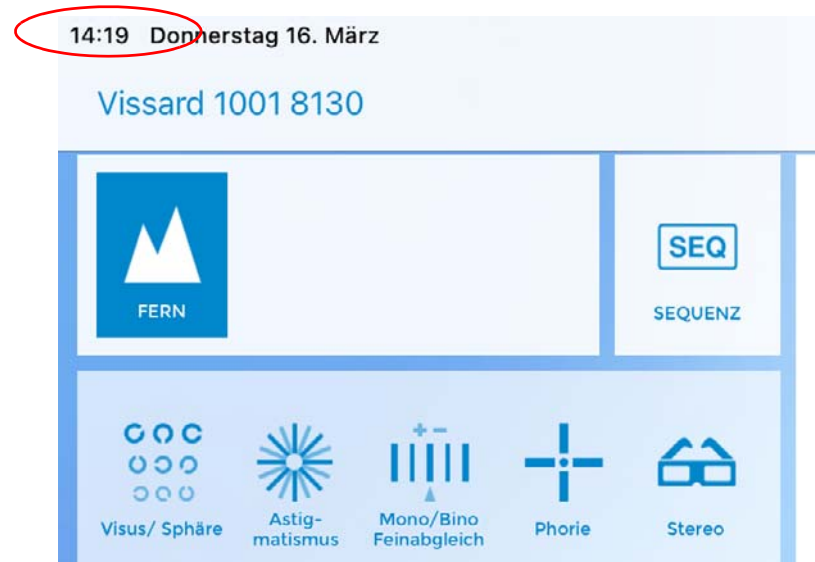 14:19 Donnerstag 16. März
Vissard 1001 8130
FERN
SEQ
SEQUENZ
Visus/ Sphäre
Astig-
matismus
Mono/Bino
Feinabgleich
Phorie
Stereo